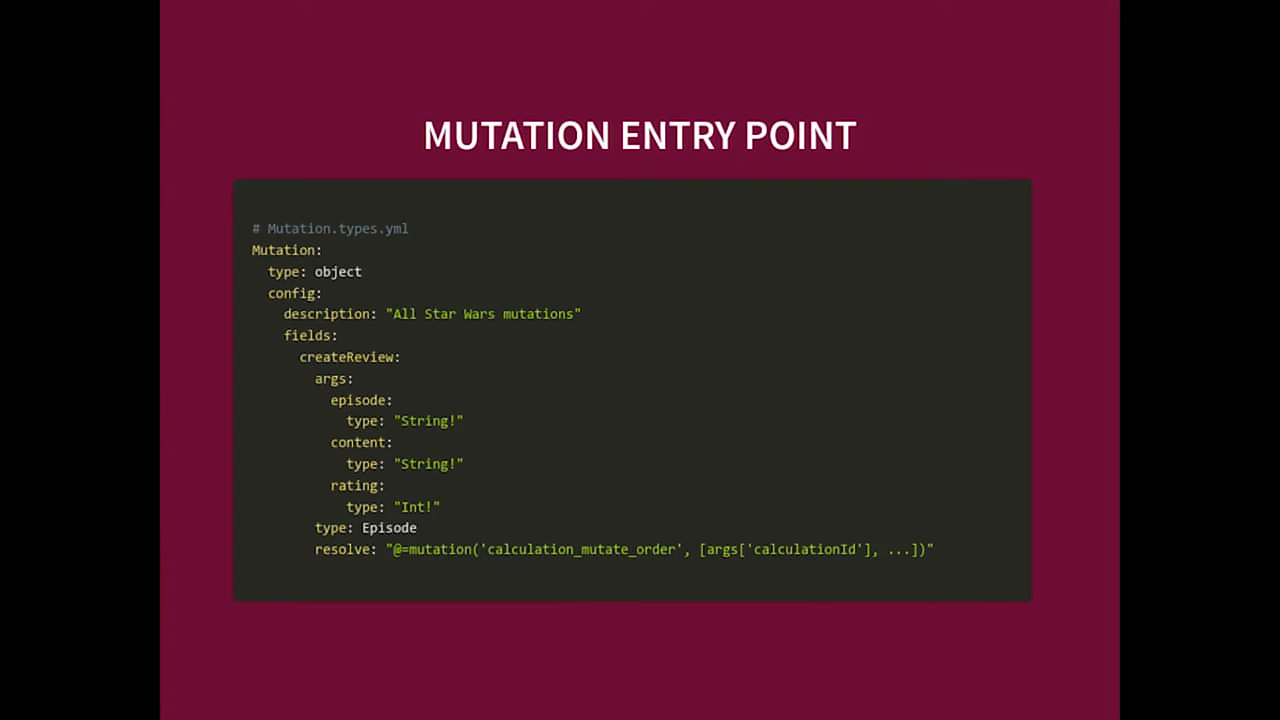 MUTATION ENTRY POINT
# Mutation.types.yml
Mutation:
  type: object
  config:
    description: "All Star Wars mutations"
    fields:
      createReview:
        args:
          episode:
            type: "String!"
          content:
            type: "String!"
          rating:
            type: "Int!"
        type: Episode
        resolve: "@=mutation('calculation_mutate_order', [args['calculationId'], ...])"